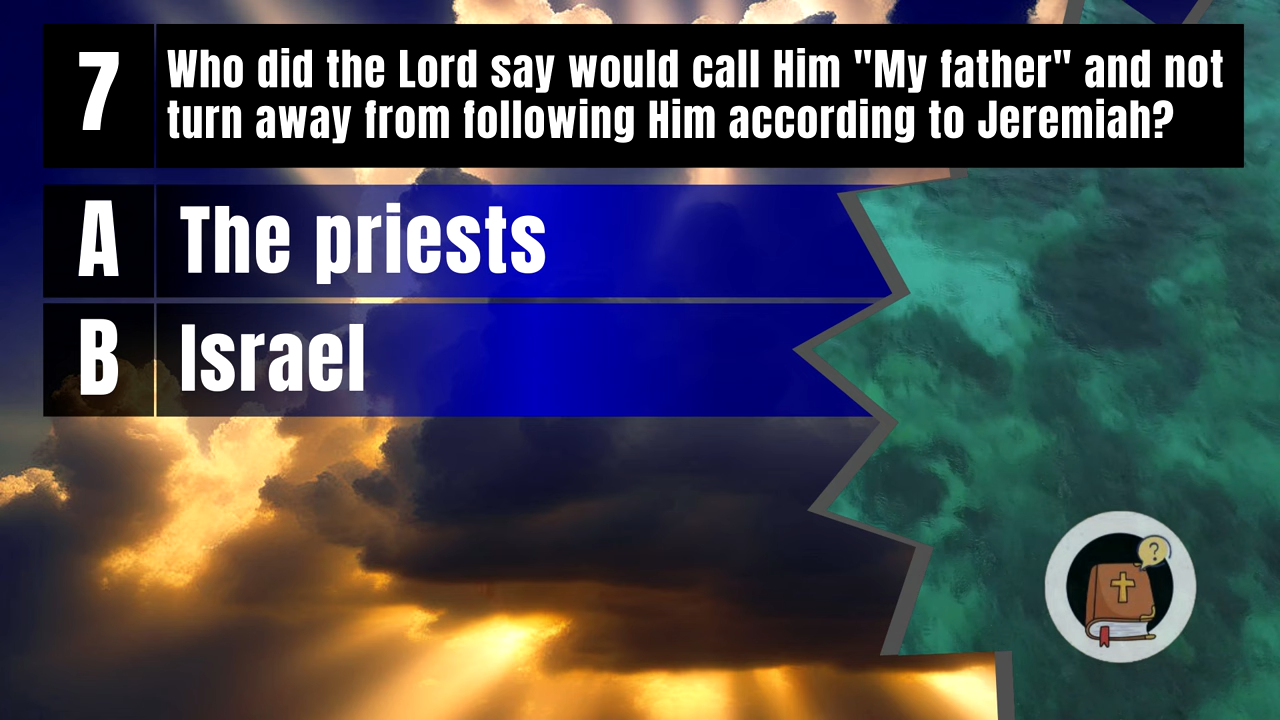 7
Who did the Lord say would call Him "My father" and not
turn away from following Him according to Jeremiah?
A
The priests
B
Israel
?